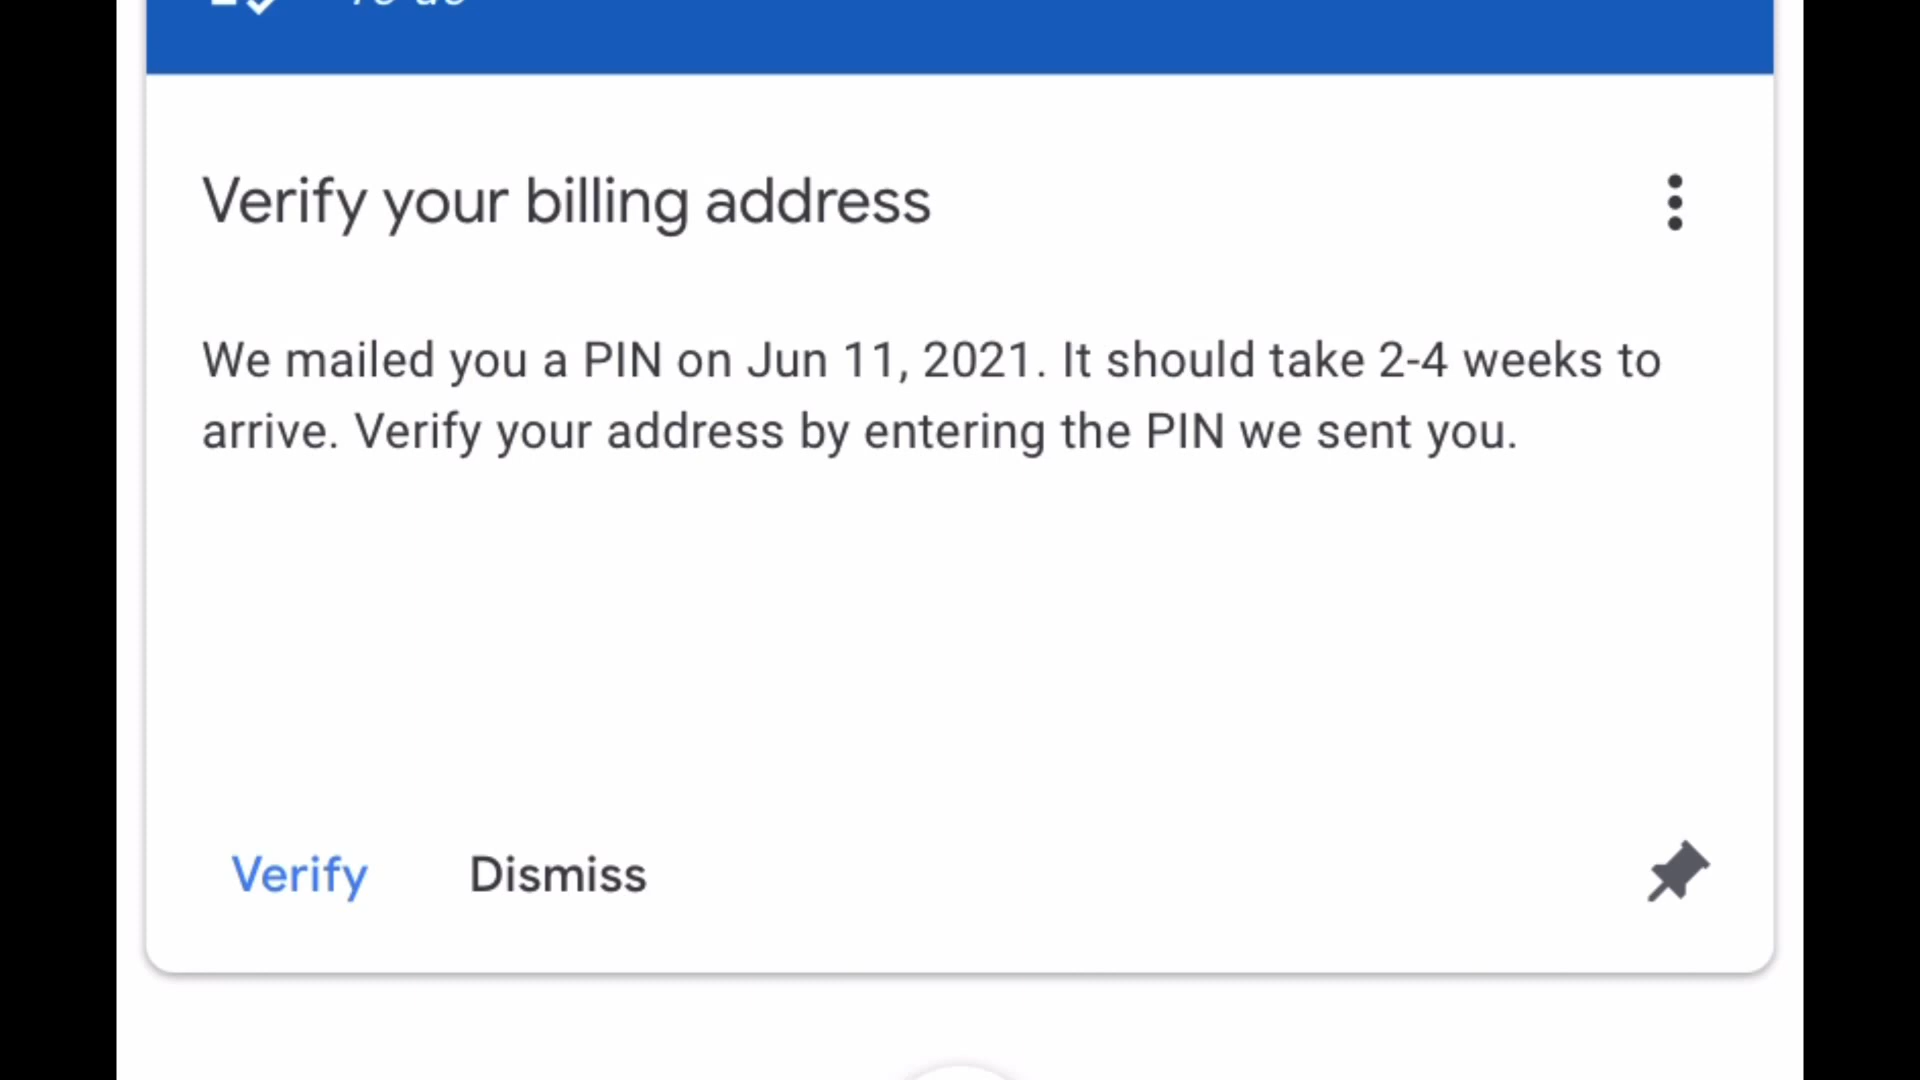 Verify your billing address
We mailed you a PIN on Jun 11, 2021. It should take 2-4 weeks to
arrive. Verify your address by entering the PIN we sent you.
Verify Dismiss